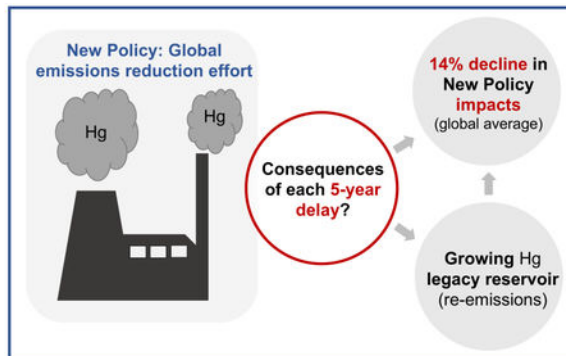 New Policy: Global
emissions reduction effort
Hg
Hg
Consequences
of each 5-year
delay?
14% decline in
New Policy
impacts
(global average)
Growing Hg
legacy reservoir
(re-emissions)